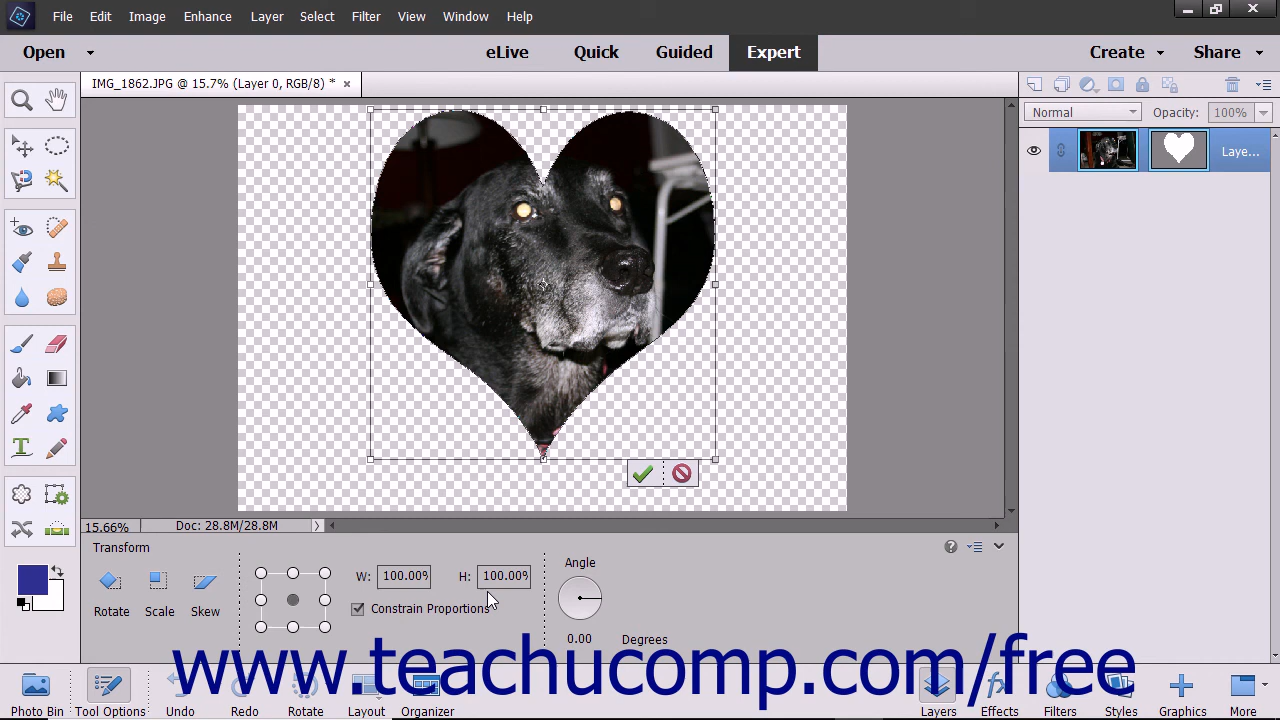 File Edit Image Enhance Layer Select Filter View Window Help
Open eLive Quick Guided Expert Create Share
IMG_1862.JPG @ 15.7% (Layer 0, RGB/8) *
Normal Opacity: 100%
Laye...
15.66% Doc: 28.8M/28.8M
Transform
Angle
W: 100.00% H: 100.00%
Rotate Scale Skew
Constrain Proportions
0.00 Degrees
www.teachucomp.com/free
Photo Bin Tool Options Undo Redo Rotate Layout Organizer Layers Effects Filters Styles Graphics More